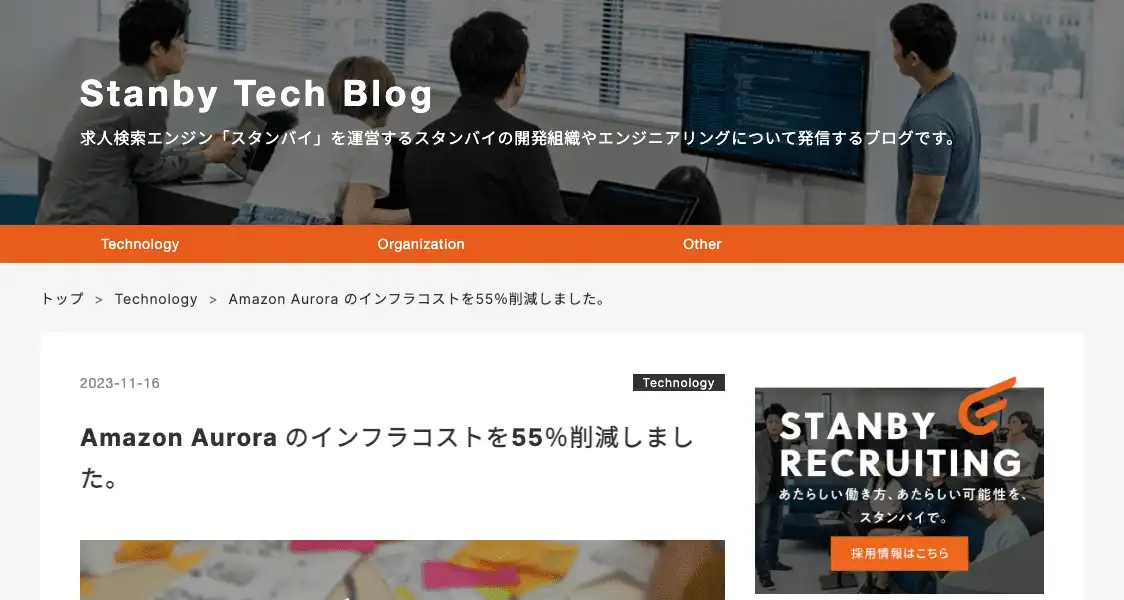 Stanby Tech Blog
求人検索エンジン「スタンバイ」を運営するスタンバイの開発組織やエンジニアリングについて発信するブログです。
Technology Organization Other
トップ > Technology > Amazon Aurora のインフラコストを55%削減しました。
2023-11-16 Technology
Amazon Aurora のインフラコストを55%削減しまし
た。
STANBY
RECRUITING
あたらしい働き方、あたらしい可能性を、
スタンバイで。
採用情報はこちら